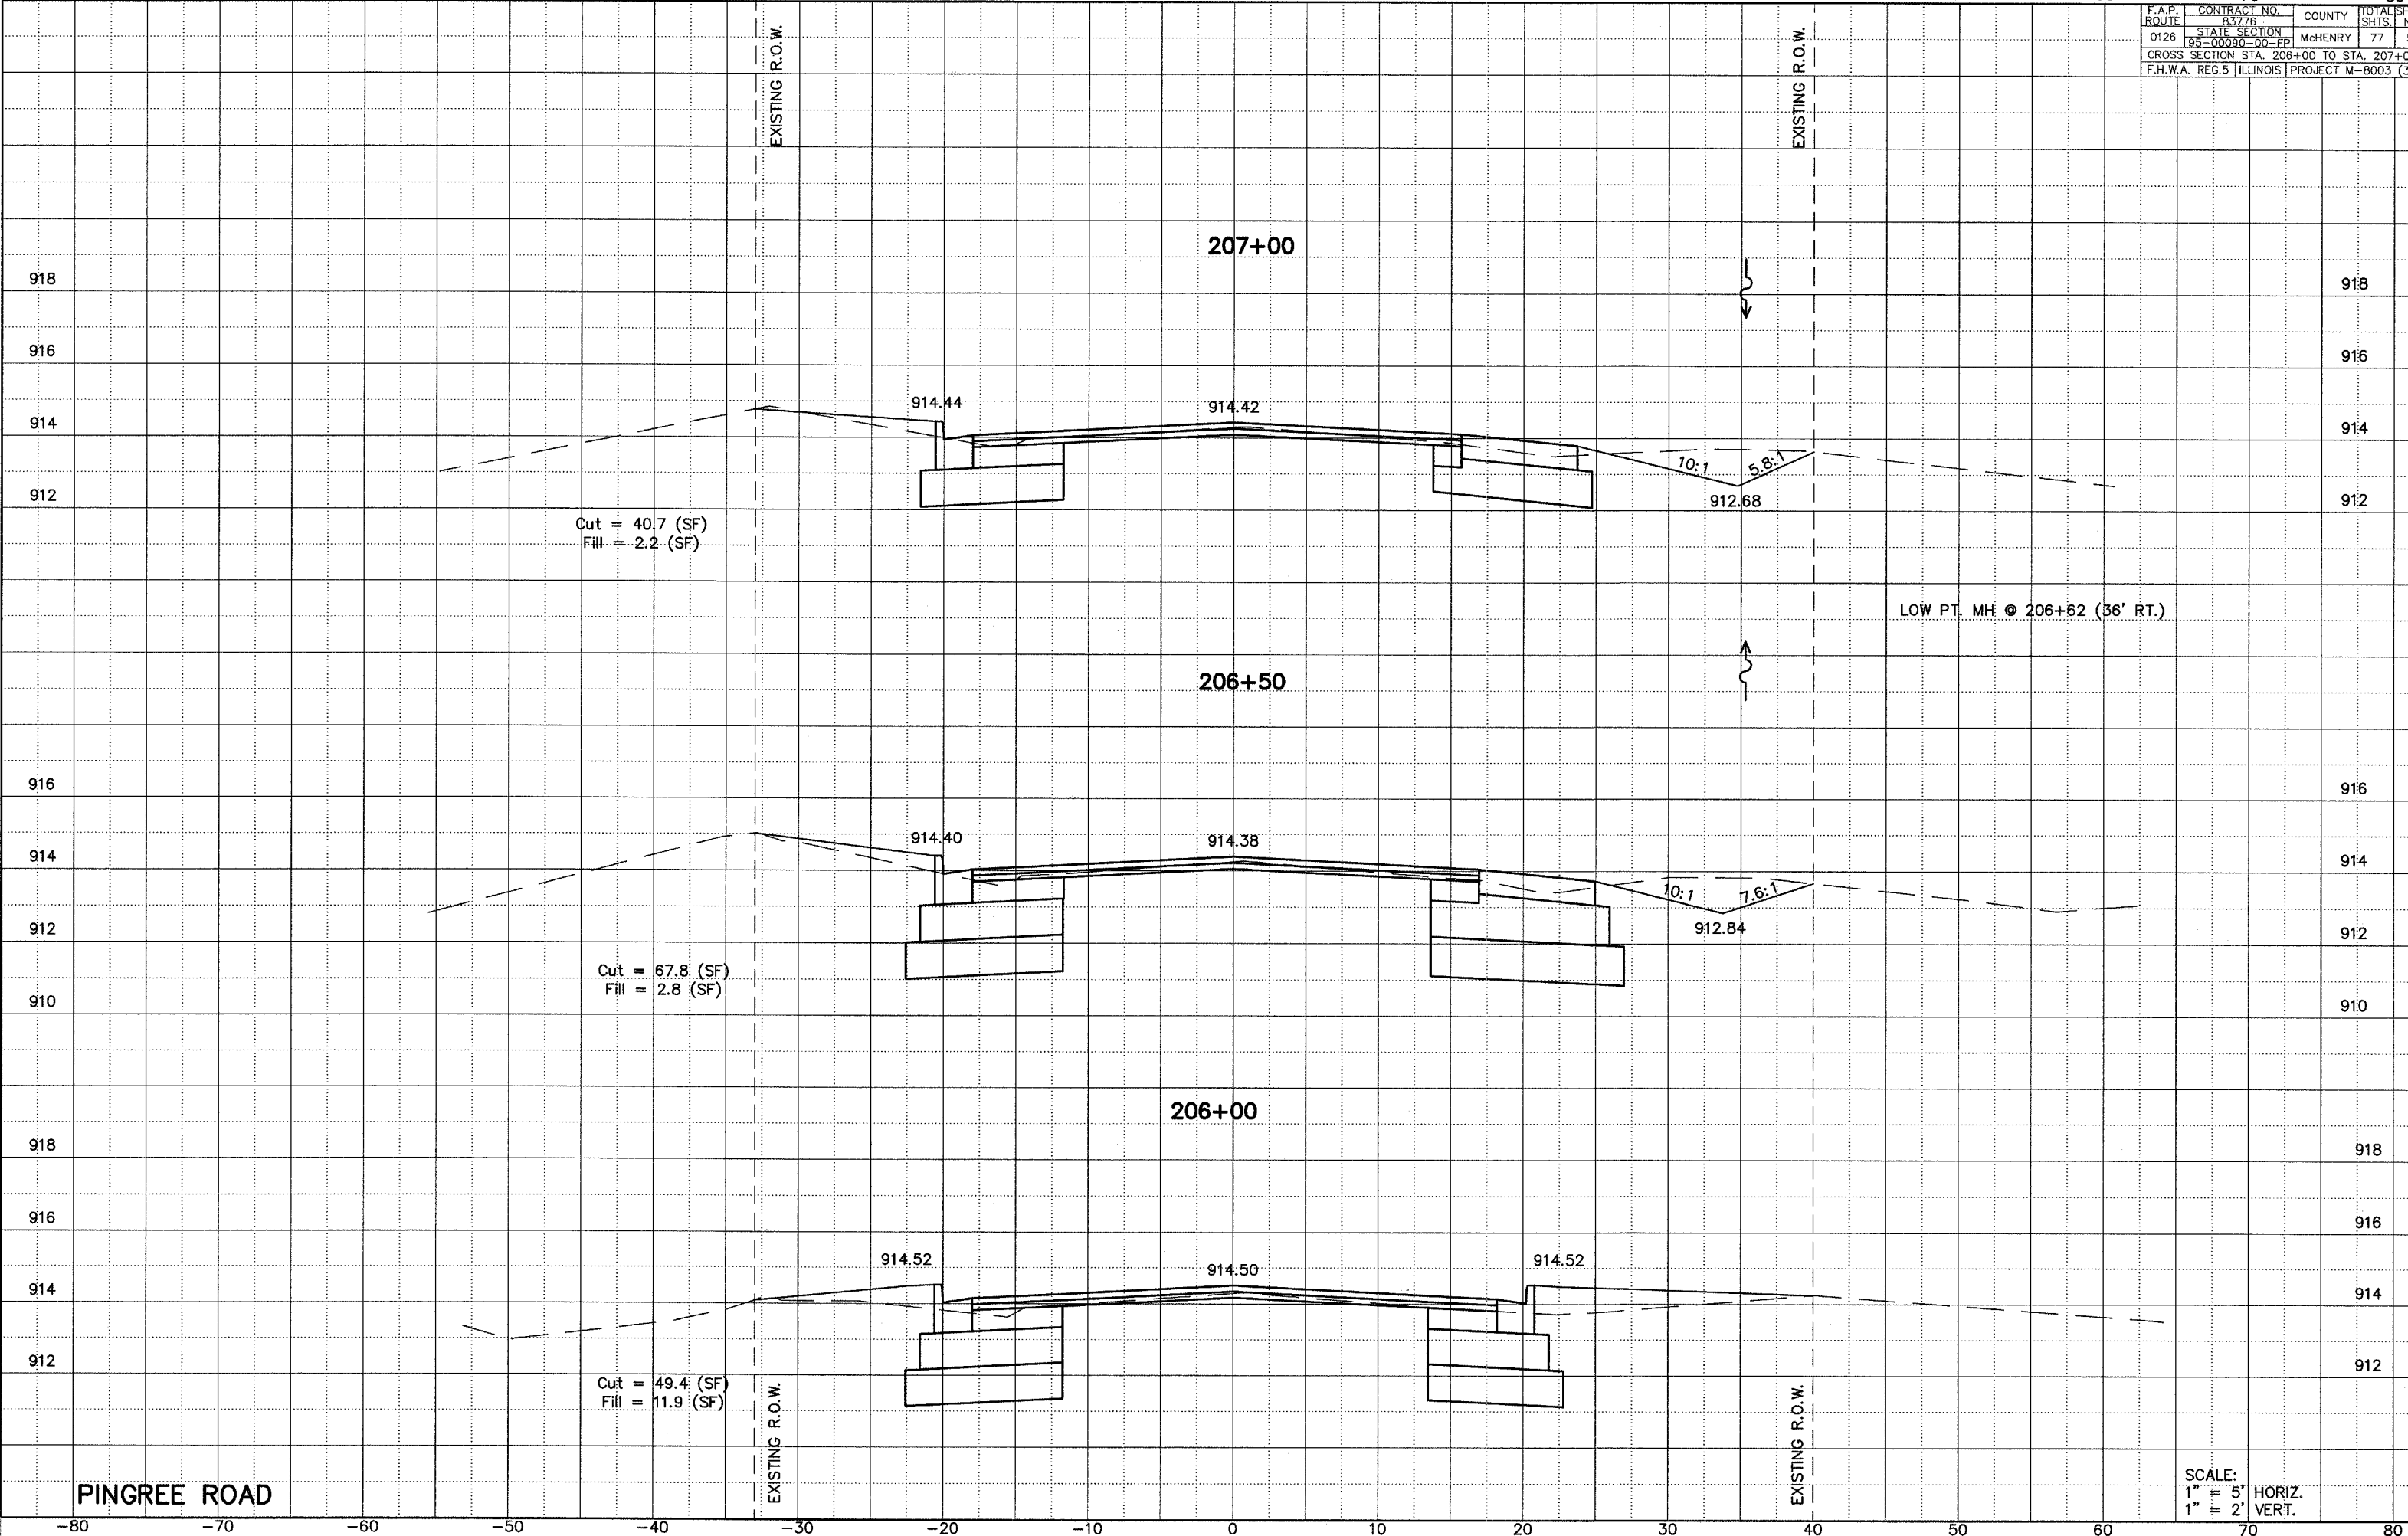 F.A.P. ROUTE CONTRACT NO. 83776 COUNTY TOTAL SHTS.
0126 STATE SECTION 95-00090-00-FP McHENRY 77
CROSS SECTION STA. 206+00 TO STA. 207+0
F.H.W.A. REG.5 ILLINOIS PROJECT M-8003 (3
EXISTING R.O.W.
EXISTING R.O.W.
207+00
918 918
916 916
914.44 914.42
914 914
10:1 5.8:1
912 912.68 912
Cut = 40.7 (SF)
Fill = 2.2 (SF)
LOW PT. MH @ 206+62 (36' RT.)
206+50
916 916
914.40 914.38
914 914
10:1 7.6:1
912 912.84 912
Cut = 67.8 (SF)
Fill = 2.8 (SF)
910 910
206+00
918 918
916 916
914.52 914.50 914.52
914 914
912 912
Cut = 49.4 (SF)
Fill = 11.9 (SF)
EXISTING R.O.W.
EXISTING R.O.W.
PINGREE ROAD
SCALE:
1" = 5' HORIZ.
1" = 2' VERT.
-80 -70 -60 -50 -40 -30 -20 -10 0 10 20 30 40 50 60 70 80